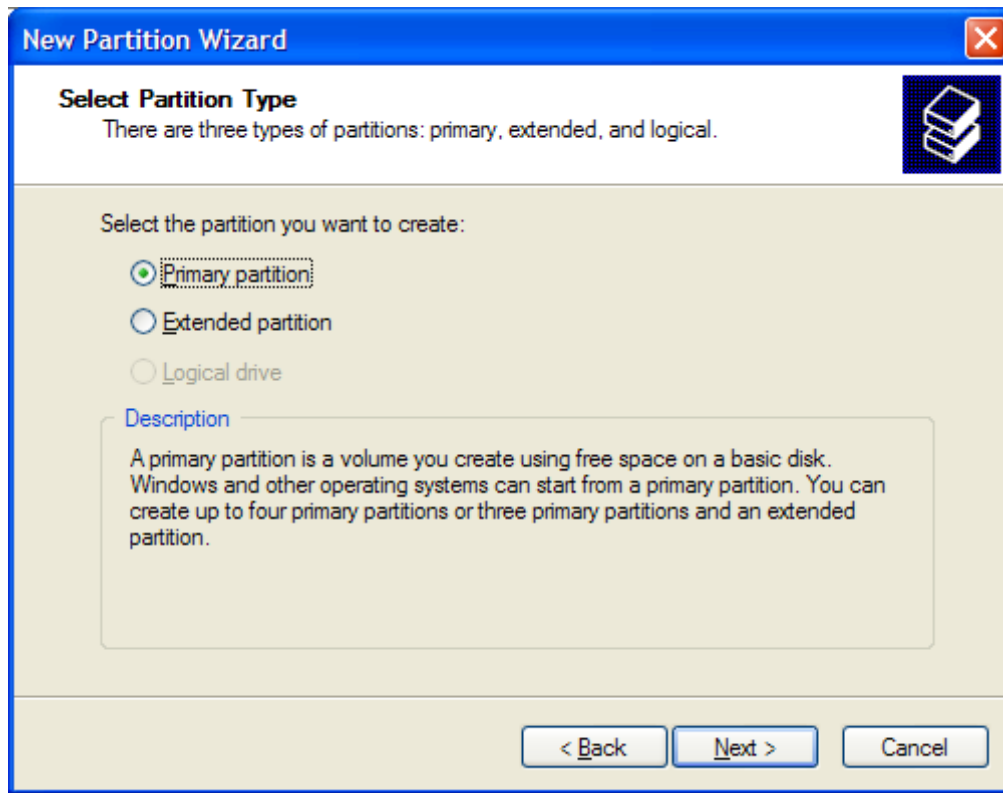 New Partition Wizard
Select Partition Type
There are three types of partitions: primary, extended, and logical.
Select the partition you want to create:
Primary partition
Extended partition
Logical drive
Description
A primary partition is a volume you create using free space on a basic disk.
Windows and other operating systems can start from a primary partition. You can
create up to four primary partitions or three primary partitions and an extended
partition.
< Back
Next >
Cancel